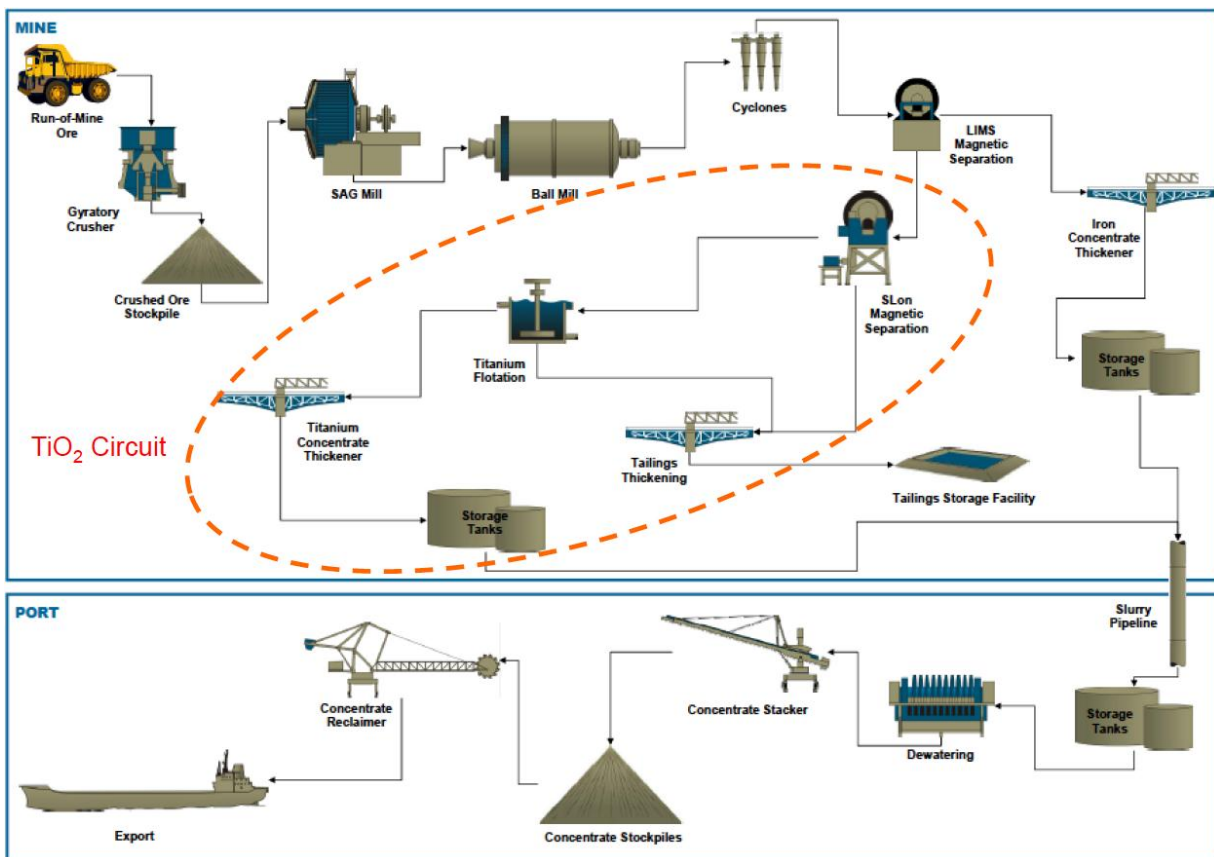 MINE
Run-of-Mine
Ore
Gyratory
Crusher
Crushed Ore
Stockpile
SAG Mill
Ball Mill
Cyclones
LIMS
Magnetic
Separation
Iron
Concentrate
Thickener
Storage
Tanks
SLon
Magnetic
Separation
Titanium
Flotation
Titanium
Concentrate
Thickener
TiO₂ Circuit
Tailings
Thickening
Tailings Storage Facility
Storage
Tanks
Slurry
Pipeline
PORT
Storage
Tanks
Dewatering
Concentrate Stacker
Concentrate Stockpiles
Concentrate
Reclaimer
Export